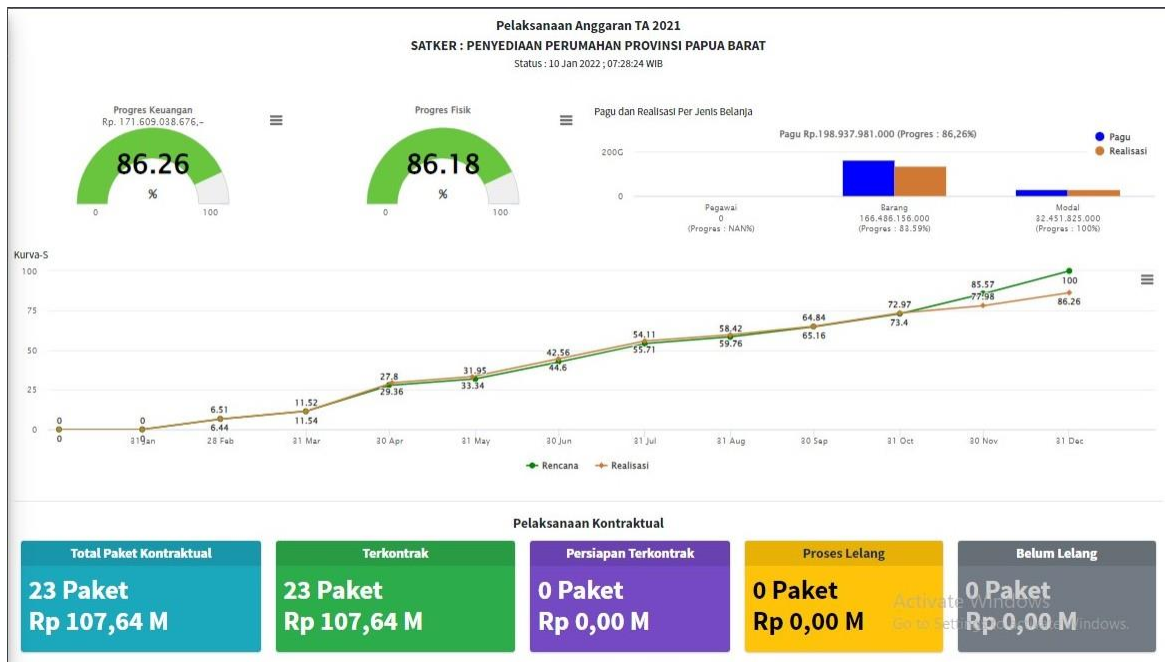 Pelaksanaan Anggaran TA 2021
SATKER : PENYEDIAAN PERUMAHAN PROVINSI PAPUA BARAT
Status : 10 Jan 2022 ; 07:28:24 WIB
Progres Keuangan
Rp. 171.609.038.676,-
86.26
%
0
100
Progres Fisik
86.18
%
0
100
Pagu dan Realisasi Per Jenis Belanja
Pagu Rp.198.937.981.000 (Progres : 86,26%)
Pagu
Realisasi
200G
0
Pegawai
0
(Progres : NAN%)
Barang
166.486.156.000
(Progres : 83.59%)
Modal
32.451.825.000
(Progres : 100%)
Kurva-S
100
75
50
25
0
0 0 6.51 11.52 27.8 31.95 42.56 54.11 58.42 64.84 72.97 85.57 100
0 0 6.44 11.54 29.36 33.34 44.6 55.71 59.76 65.16 73.4 77.98 86.26
31 Jan 28 Feb 31 Mar 30 Apr 31 May 30 Jun 31 Jul 31 Aug 30 Sep 31 Oct 30 Nov 31 Dec
Rencana Realisasi
Pelaksanaan Kontraktual
Total Paket Kontraktual
23 Paket
Rp 107,64 M
Terkontrak
23 Paket
Rp 107,64 M
Persiapan Terkontrak
0 Paket
Rp 0,00 M
Proses Lelang
0 Paket
Rp 0,00 M
Belum Lelang
0 Paket
Rp 0,00 M
Activate Windows
Go to Settings to activate Windows.